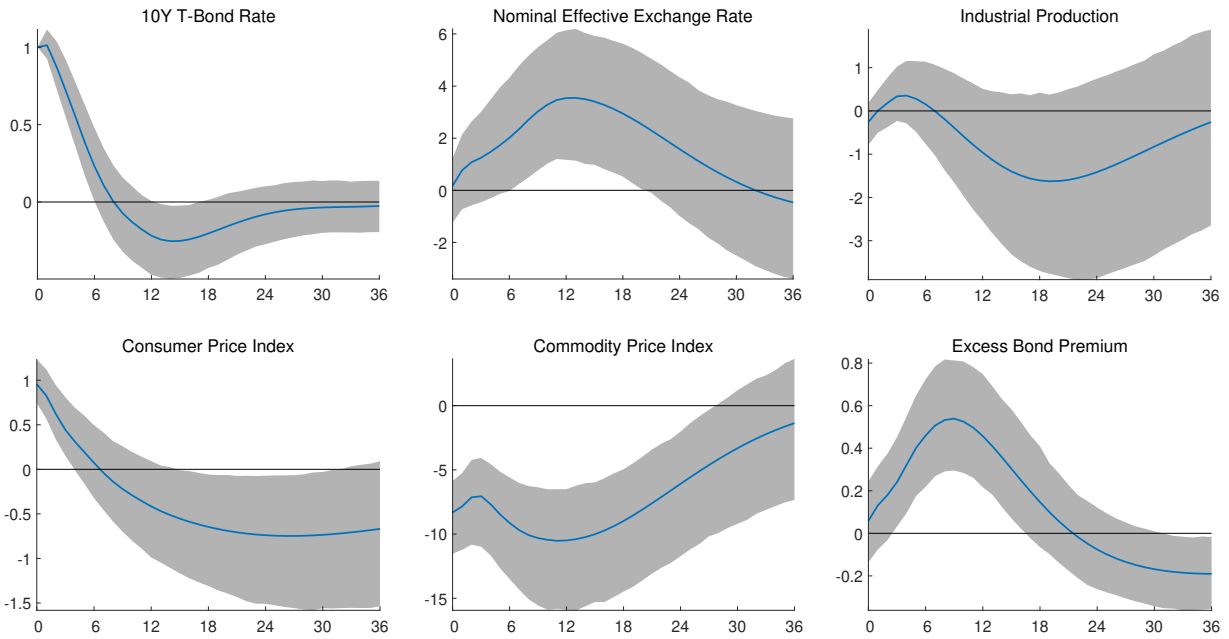 10Y T-Bond Rate
1
0.5
0
0 6 12 18 24 30 36
Nominal Effective Exchange Rate
6
4
2
0
-2
0 6 12 18 24 30 36
Industrial Production
1
0
-1
-2
-3
0 6 12 18 24 30 36
Consumer Price Index
1
0.5
0
-0.5
-1
-1.5
0 6 12 18 24 30 36
Commodity Price Index
0
-5
-10
-15
0 6 12 18 24 30 36
Excess Bond Premium
0.8
0.6
0.4
0.2
0
-0.2
0 6 12 18 24 30 36